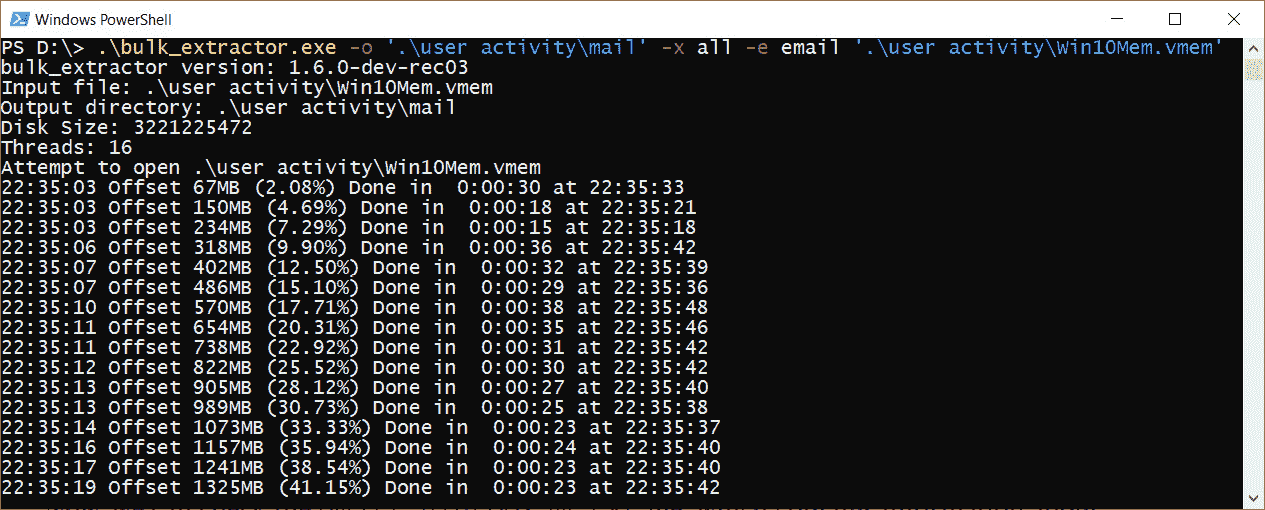 Windows PowerShell
PS D:\> .\bulk_extractor.exe -o '.\user activity\mail' -x all -e email '.\user activity\Win10Mem.vmem'
bulk_extractor version: 1.6.0-dev-rec03
Input file: .\user activity\Win10Mem.vmem
Output directory: .\user activity\mail
Disk Size: 3221225472
Threads: 16
Attempt to open .\user activity\Win10Mem.vmem
22:35:03 Offset 67MB (2.08%) Done in  0:00:30 at 22:35:33
22:35:03 Offset 150MB (4.69%) Done in  0:00:18 at 22:35:21
22:35:03 Offset 234MB (7.29%) Done in  0:00:15 at 22:35:18
22:35:06 Offset 318MB (9.90%) Done in  0:00:36 at 22:35:42
22:35:07 Offset 402MB (12.50%) Done in  0:00:32 at 22:35:39
22:35:07 Offset 486MB (15.10%) Done in  0:00:29 at 22:35:36
22:35:10 Offset 570MB (17.71%) Done in  0:00:38 at 22:35:48
22:35:11 Offset 654MB (20.31%) Done in  0:00:35 at 22:35:46
22:35:11 Offset 738MB (22.92%) Done in  0:00:31 at 22:35:42
22:35:12 Offset 822MB (25.52%) Done in  0:00:30 at 22:35:42
22:35:13 Offset 905MB (28.12%) Done in  0:00:27 at 22:35:40
22:35:13 Offset 989MB (30.73%) Done in  0:00:25 at 22:35:38
22:35:14 Offset 1073MB (33.33%) Done in  0:00:23 at 22:35:37
22:35:16 Offset 1157MB (35.94%) Done in  0:00:24 at 22:35:40
22:35:17 Offset 1241MB (38.54%) Done in  0:00:23 at 22:35:40
22:35:19 Offset 1325MB (41.15%) Done in  0:00:23 at 22:35:42